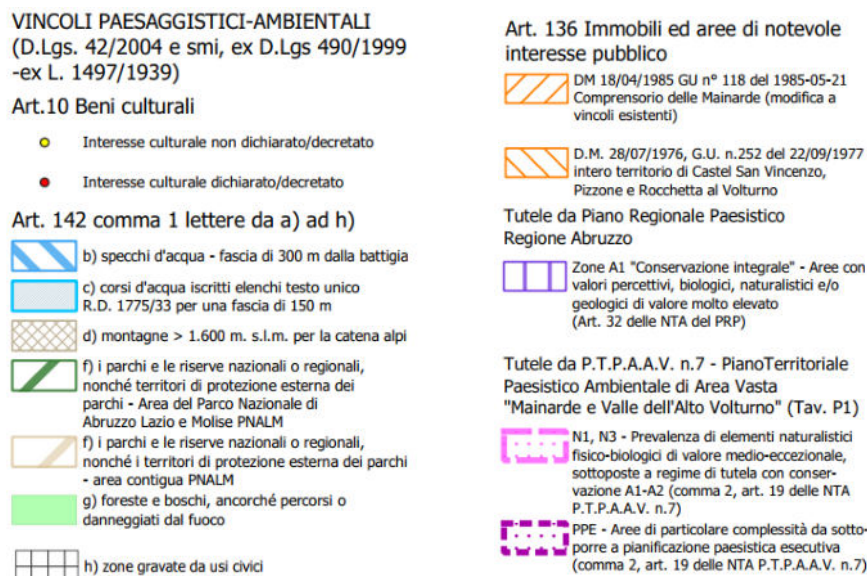 VINCOLI PAESAGGISTICI-AMBIENTALI
(D.Lgs. 42/2004 e smi, ex D.Lgs 490/1999
-ex L. 1497/1939)
Art.10 Beni culturali
Interesse culturale non dichiarato/decretato
Interesse culturale dichiarato/decretato
Art. 142 comma 1 lettere da a) ad h)
b) specchi d'acqua - fascia di 300 m dalla battigia
c) corsi d'acqua iscritti elenchi testo unico
R.D. 1775/33 per una fascia di 150 m
d) montagne > 1.600 m. s.l.m. per la catena alpi
f) i parchi e le riserve nazionali o regionali,
nonché territori di protezione esterna dei
parchi - Area del Parco Nazionale di
Abruzzo Lazio e Molise PNALM
f) i parchi e le riserve nazionali o regionali,
nonché i territori di protezione esterna dei parchi
- area contigua PNALM
g) foreste e boschi, ancorché percorsi o
danneggiati dal fuoco
h) zone gravate da usi civici
Art. 136 Immobili ed aree di notevole
interesse pubblico
DM 18/04/1985 GU n° 118 del 1985-05-21
Comprensorio delle Mainarde (modifica a
vincoli esistenti)
D.M. 28/07/1976, G.U. n.252 del 22/09/1977
intero territorio di Castel San Vincenzo,
Pizzone e Rocchetta al Volturno
Tutele da Piano Regionale Paesistico
Regione Abruzzo
Zone A1 "Conservazione integrale" - Aree con
valori percettivi, biologici, naturalistici e/o
geologici di valore molto elevato
(Art. 32 delle NTA del PRP)
Tutele da P.T.P.A.A.V. n.7 - PianoTerritoriale
Paesistico Ambientale di Area Vasta
"Mainarde e Valle dell'Alto Volturno" (Tav. P1)
N1, N3 - Prevalenza di elementi naturalistici
fisico-biologici di valore medio-eccezionale,
sottoposte a regime di tutela con conser-
vazione A1-A2 (comma 2, art. 19 delle NTA
P.T.P.A.A.V. n.7)
PPE - Aree di particolare complessità da sotto-
porre a pianificazione paesistica esecutiva
(comma 2, art. 19 delle NTA P.T.P.A.A.V. n.7)